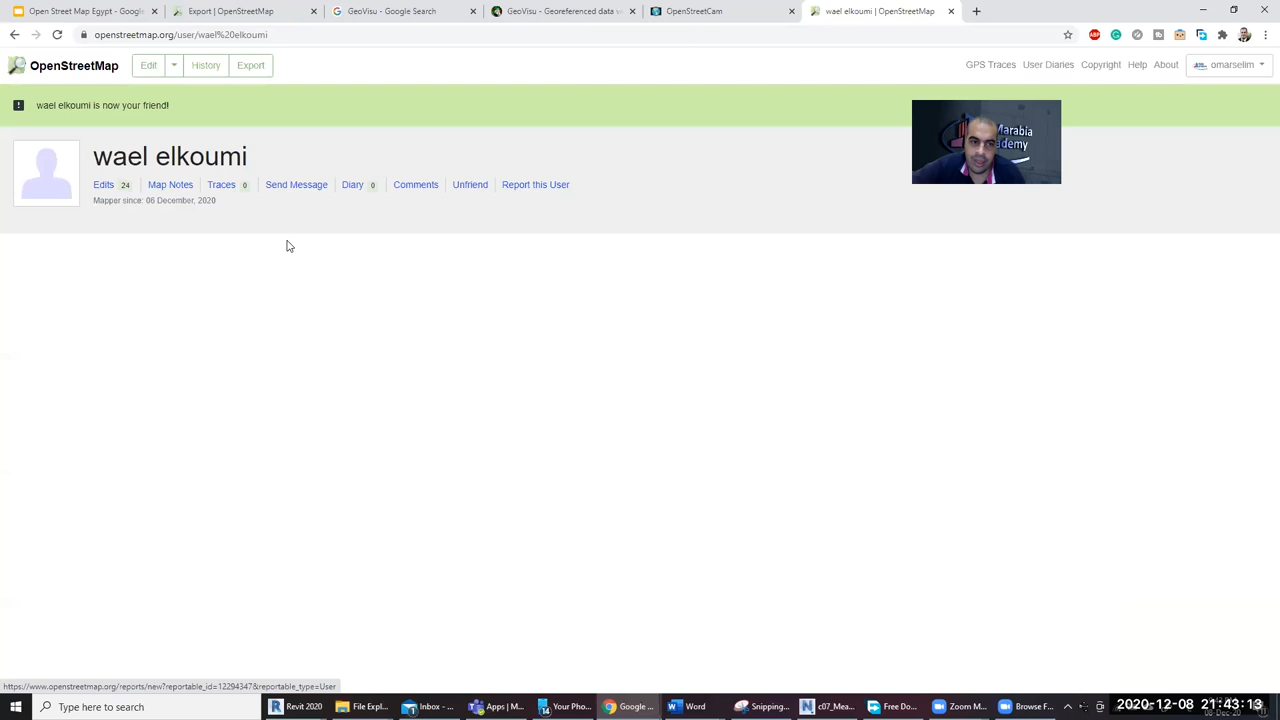 Open Street Map Egypt - Google
Export | OpenStreetMap
GeoVisu - Google Search
GeoVisu - Georeferenced data v
OpenStreetCam
wael elkoumi | OpenStreetMap
openstreetmap.org/user/wael%20elkoumi
OpenStreetMap Edit History Export GPS Traces User Diaries Copyright Help About omarselim
wael elkoumi is now your friend!
Marabia
ademy
wael elkoumi
Edits 24 Map Notes Traces 0 Send Message Diary 0 Comments Unfriend Report this User
Mapper since: 06 December, 2020
https://www.openstreetmap.org/reports/new?reportable_id=12294347&reportable_type=User
Type here to search Revit 2020 File Expl... Inbox - ... Apps | M... Your Phon... Google ... Word Snipping... c07_Mea... Free Do... Zoom M... Browse F...
2020-12-08 21:43:13